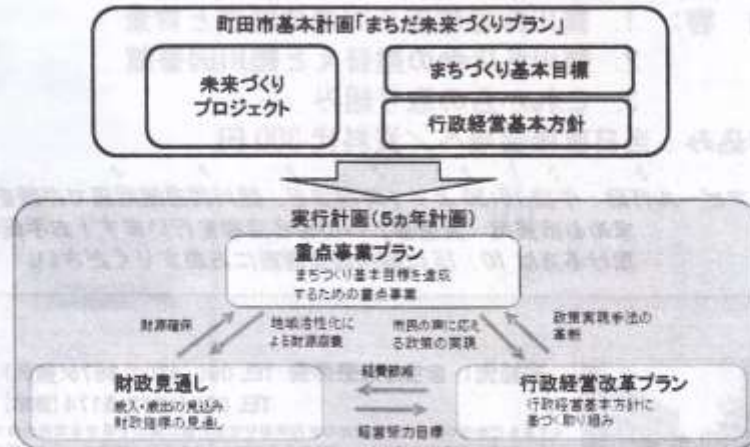 町田市基本計画「まちだ未来づくりプラン」
未来づくり
プロジェクト
まちづくり基本目標
行政経営基本方針
実行計画(5ヵ年計画)
重点事業プラン
まちづくり基本目標を達成
するための重点事業
財源確保
地域活性化に
よる財源涵養
市民の声に応え
る政策の実現
政策実現手法の
革新
財政見通し
歳入・歳出の見込み
財政指標の見通し
経費節減
経営努力目標
行政経営改革プラン
行政経営基本方針に
基づく取り組み